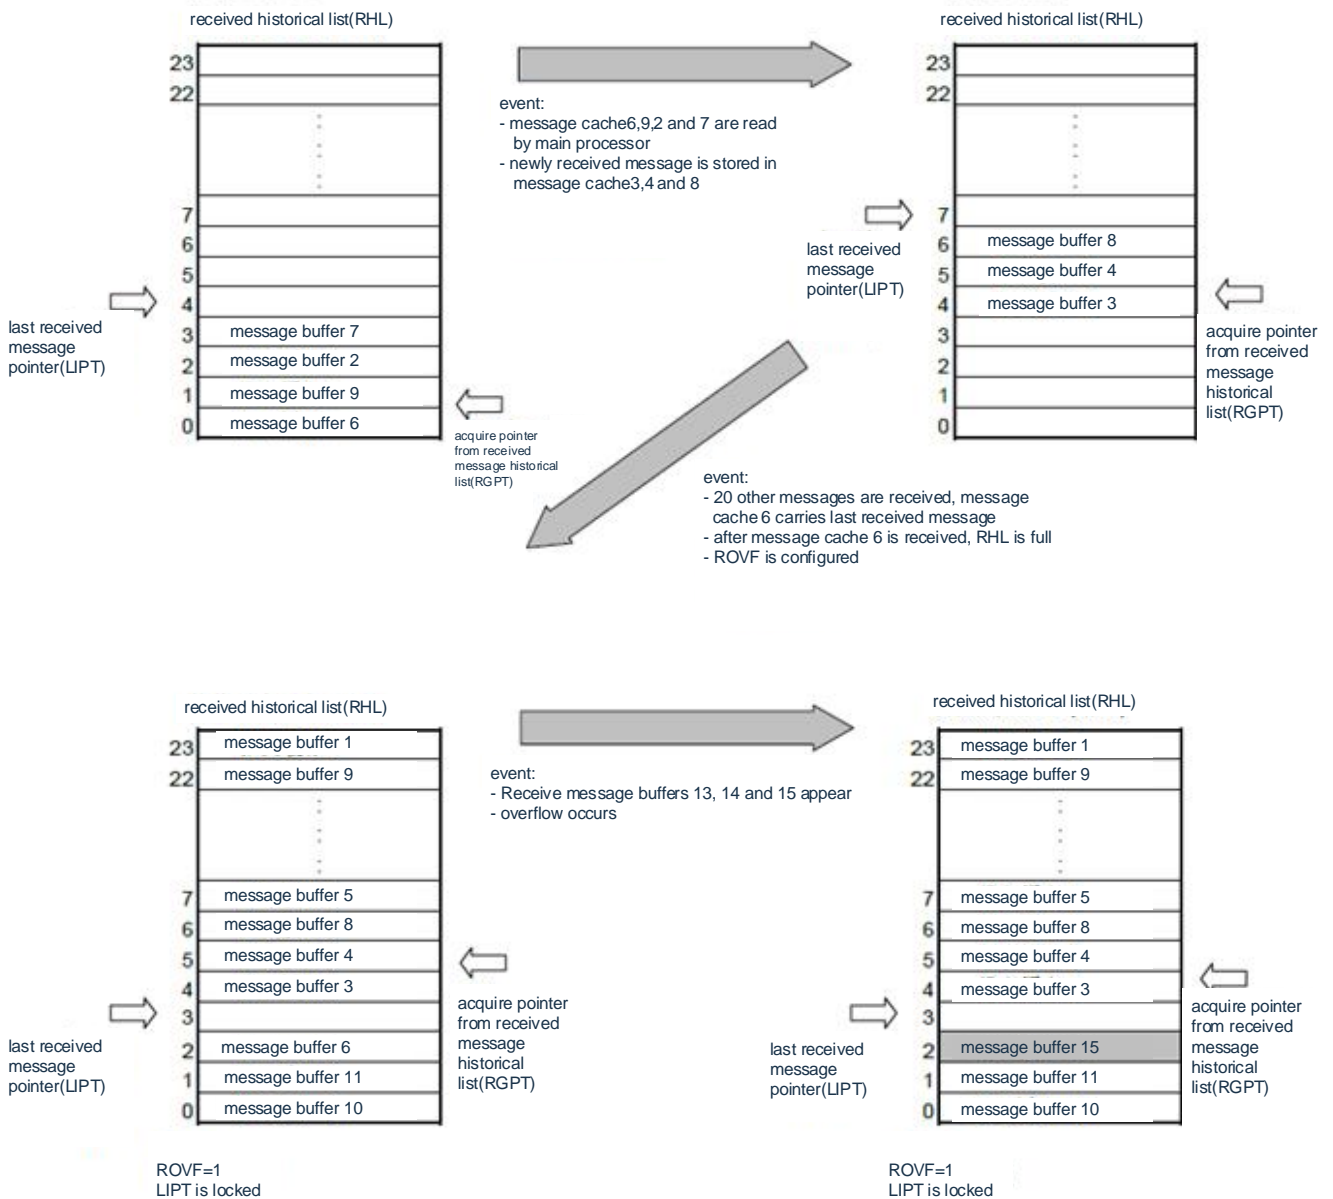 received historical list(RHL)
23
22
7
6
5
4
3
2
1
0
message buffer 7
message buffer 2
message buffer 9
message buffer 6
last received
message
pointer(LIPT)
acquire pointer
from received
message historical
list(RGPT)
event:
- message cache6,9,2 and 7 are read
by main processor
- newly received message is stored in
message cache3,4 and 8
received historical list(RHL)
23
22
7
6
5
4
3
2
1
0
message buffer 8
message buffer 4
message buffer 3
last received
message
pointer(LIPT)
acquire pointer
from received
message
historical
list(RGPT)
event:
- 20 other messages are received, message
cache 6 carries last received message
- after message cache 6 is received, RHL is full
- ROVF is configured
received historical list(RHL)
23
22
7
6
5
4
3
2
1
0
message buffer 1
message buffer 9
message buffer 5
message buffer 8
message buffer 4
message buffer 3
message buffer 6
message buffer 11
message buffer 10
last received
message
pointer(LIPT)
acquire pointer
from received
message
historical
list(RGPT)
ROVF=1
LIPT is locked
event:
- Receive message buffers 13, 14 and 15 appear
- overflow occurs
received historical list(RHL)
23
22
7
6
5
4
3
2
1
0
message buffer 1
message buffer 9
message buffer 5
message buffer 8
message buffer 4
message buffer 3
message buffer 15
message buffer 11
message buffer 10
last received
message
pointer(LIPT)
acquire pointer
from received
message
historical
list(RGPT)
ROVF=1
LIPT is locked